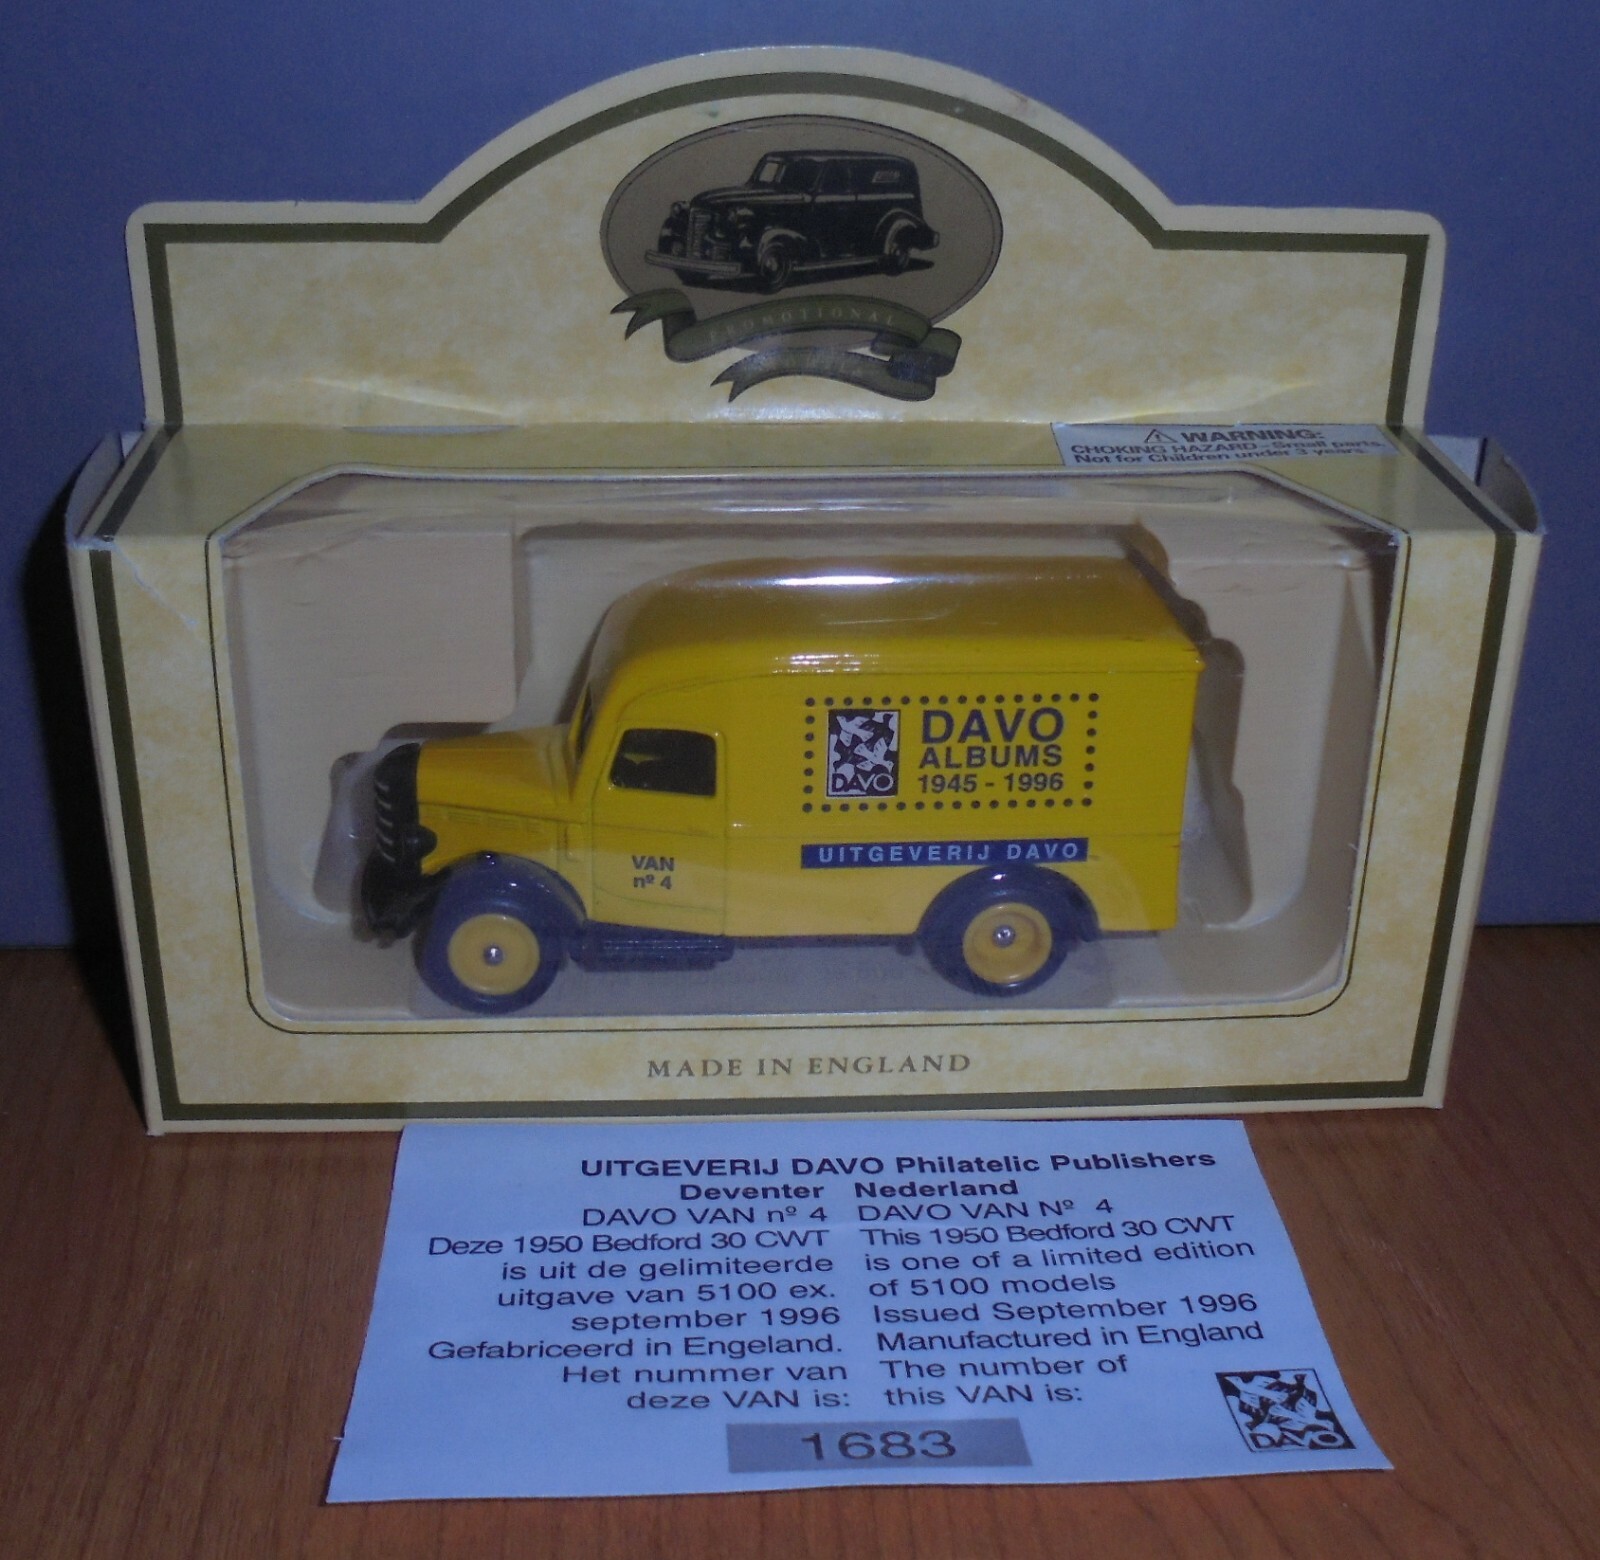 PROMOTIONAL
WARNING:
CHOKING HAZARD-Small parts.
Not for Children under 3 years.
DAVO
DAVO
ALBUMS
1945 - 1996
UITGEVERIJ DAVO
VAN
nº 4
MADE IN ENGLAND
UITGEVERIJ DAVO Philatelic Publishers
Deventer Nederland
DAVO VAN nº 4 DAVO VAN Nº 4
Deze 1950 Bedford 30 CWT This 1950 Bedford 30 CWT
is uit de gelimiteerde is one of a limited edition
uitgave van 5100 ex. of 5100 models
september 1996 Issued September 1996
Gefabriceerd in Engeland. Manufactured in England
Het nummer van The number of
deze VAN is: this VAN is:
1683
DAVO